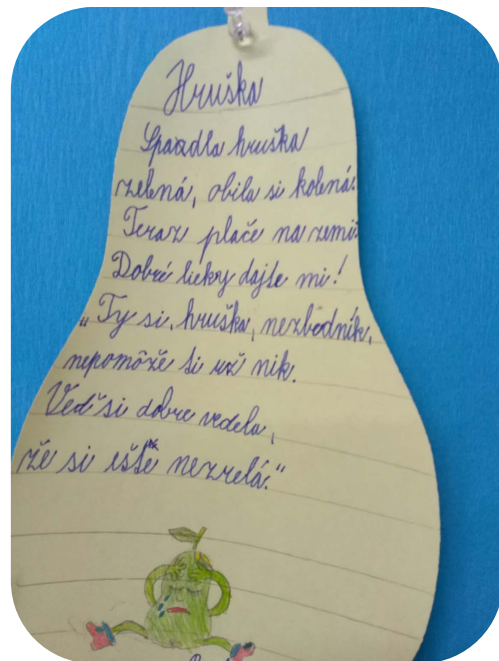 Hruška
Spadla hruška
zelená, obila si kolená.
Teraz plače na zemi:
Dobré lieky dajte mi!
„Ty si, hruška, nezbedník,
nepomôže ti už nik.
Veď si dobre vedela,
že si ešte nezrelá."